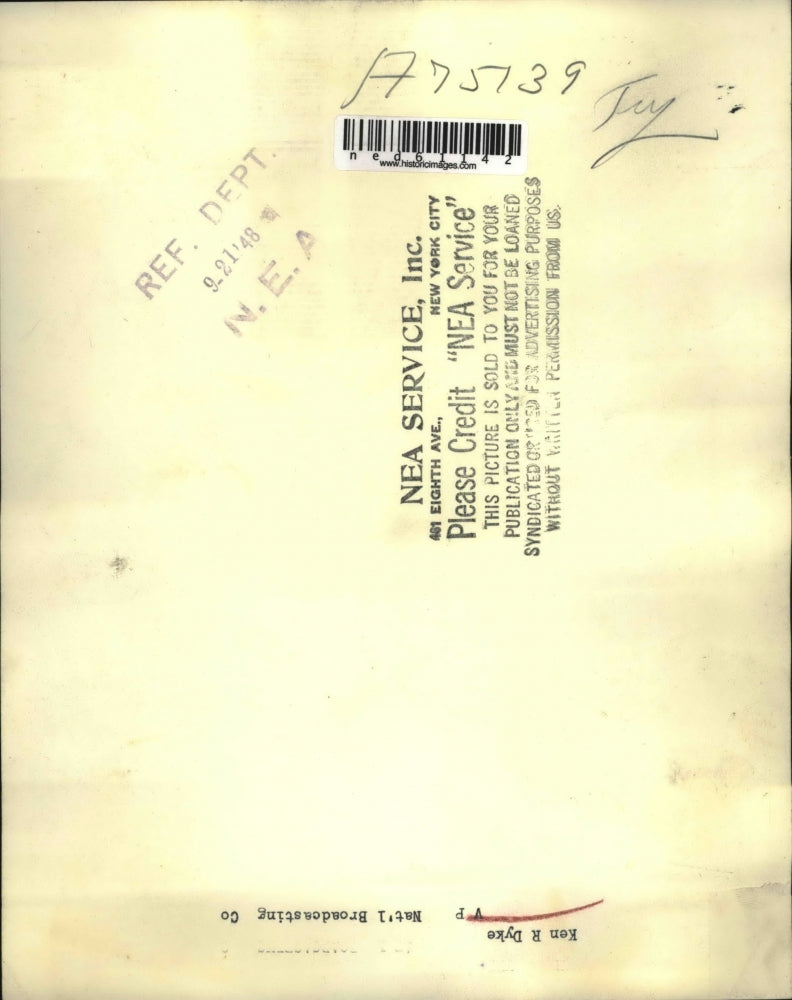 A75139
ned61142
www.historicimages.com
REF. DEPT.
9-21'48
N. E. A
NEA SERVICE, Inc.
461 EIGHTH AVE., NEW YORK CITY
Please Credit "NEA Service"
THIS PICTURE IS SOLD TO YOU FOR YOUR
PUBLICATION ONLY AND MUST NOT BE LOANED
SYNDICATED OR USED FOR ADVERTISING PURPOSES
WITHOUT WRITTEN PERMISSION FROM US.
Ken R Dyke
V P Nat'l Broadcasting Co